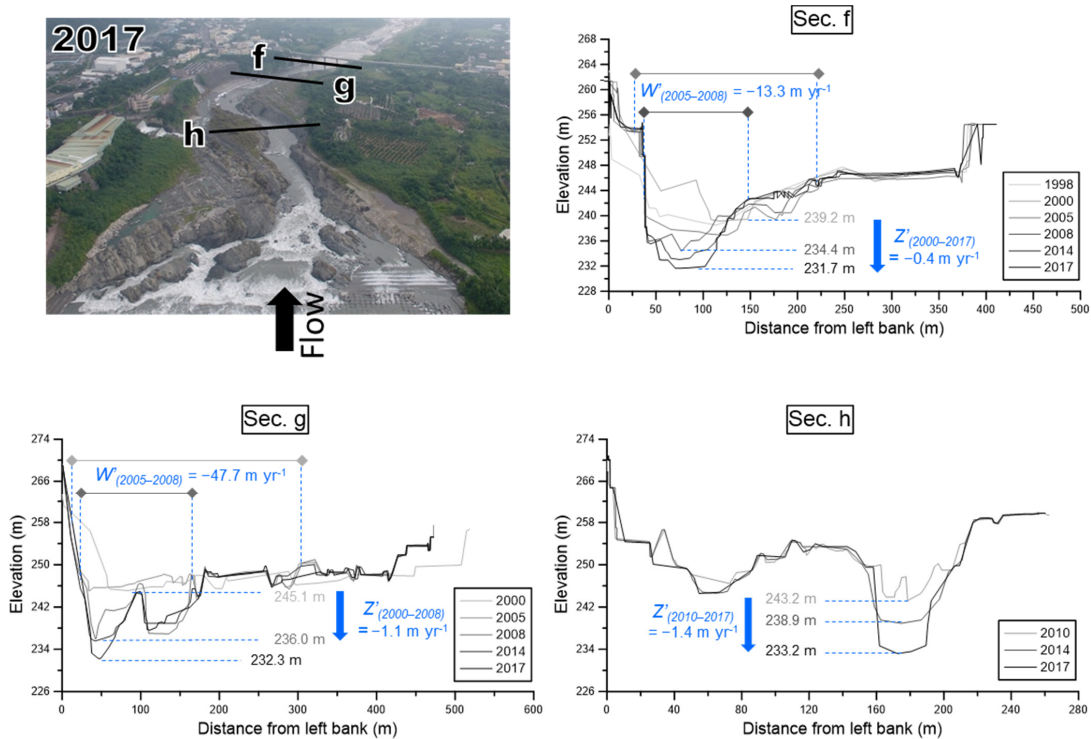 2017
f
g
h
Flow
Sec. f
W'(2005–2008) = −13.3 m yr-1
239.2 m
234.4 m
231.7 m
Z'(2000–2017)
= −0.4 m yr-1
1998
2000
2005
2008
2014
2017
268
264
260
256
252
248
244
240
236
232
228
Elevation (m)
0 50 100 150 200 250 300 350 400 450 500
Distance from left bank (m)
Sec. g
W'(2005–2008) = −47.7 m yr-1
245.1 m
236.0 m
232.3 m
Z'(2000–2008)
= −1.1 m yr-1
2000
2005
2008
2014
2017
274
266
258
250
242
234
226
Elevation (m)
0 100 200 300 400 500 600
Distance from left bank (m)
Sec. h
Z'(2010–2017)
= −1.4 m yr-1
243.2 m
238.9 m
233.2 m
2010
2014
2017
274
266
258
250
242
234
226
Elevation (m)
0 40 80 120 160 200 240 280
Distance from left bank (m)